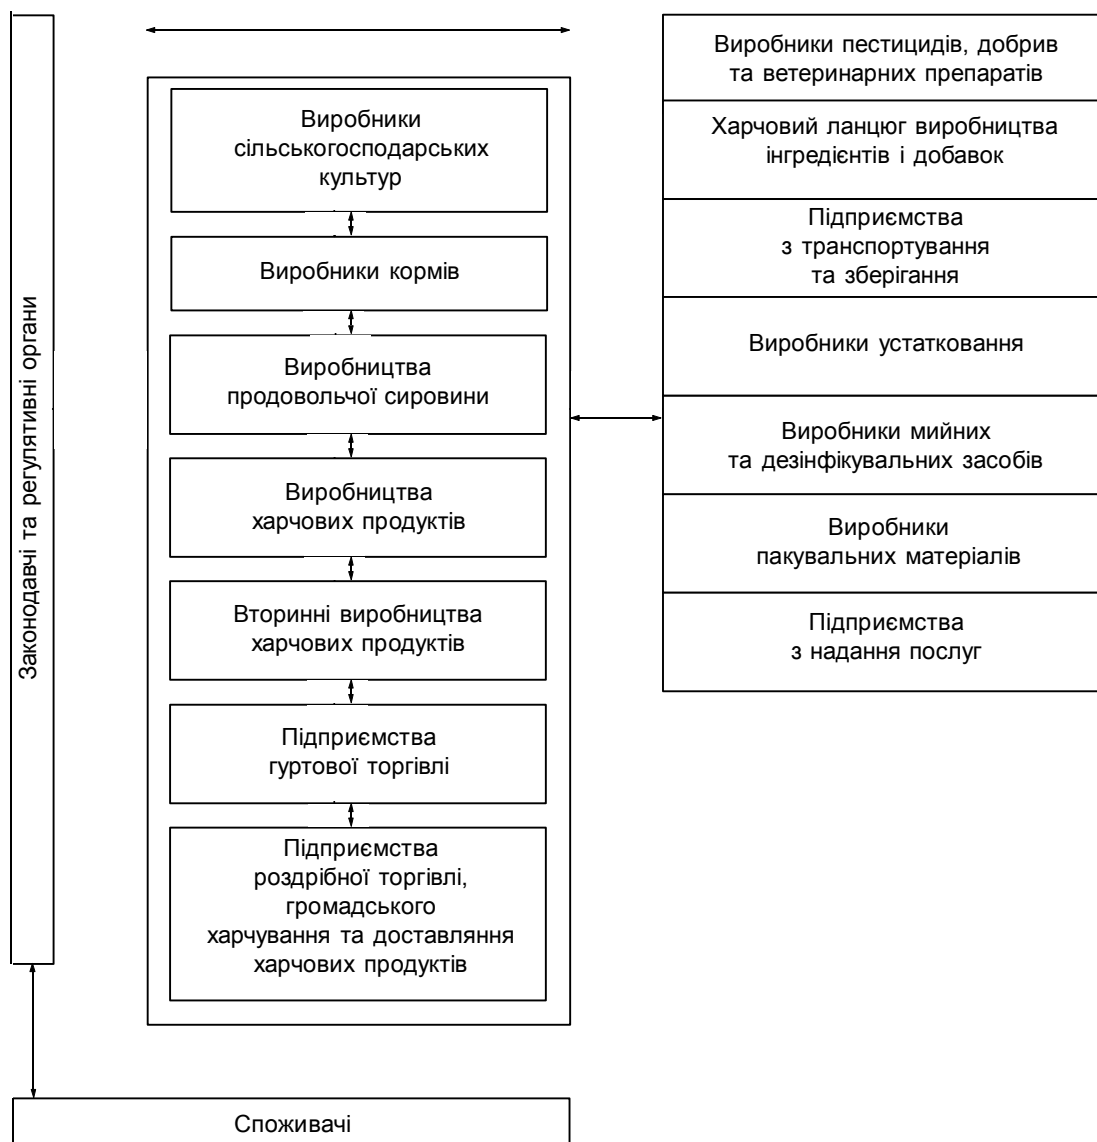 Законодавчі та регулятивні органи
Виробники
сільськогосподарських
культур
Виробники кормів
Виробництва
продовольчої сировини
Виробництва
харчових продуктів
Вторинні виробництва
харчових продуктів
Підприємства
гуртової торгівлі
Підприємства
роздрібної торгівлі,
громадського
харчування та доставляння
харчових продуктів
Виробники пестицидів, добрив
та ветеринарних препаратів
Харчовий ланцюг виробництва
інгредієнтів і добавок
Підприємства
з транспортування
та зберігання
Виробники устатковання
Виробники мийних
та дезінфікувальних засобів
Виробники
пакувальних матеріалів
Підприємства
з надання послуг
Споживачі